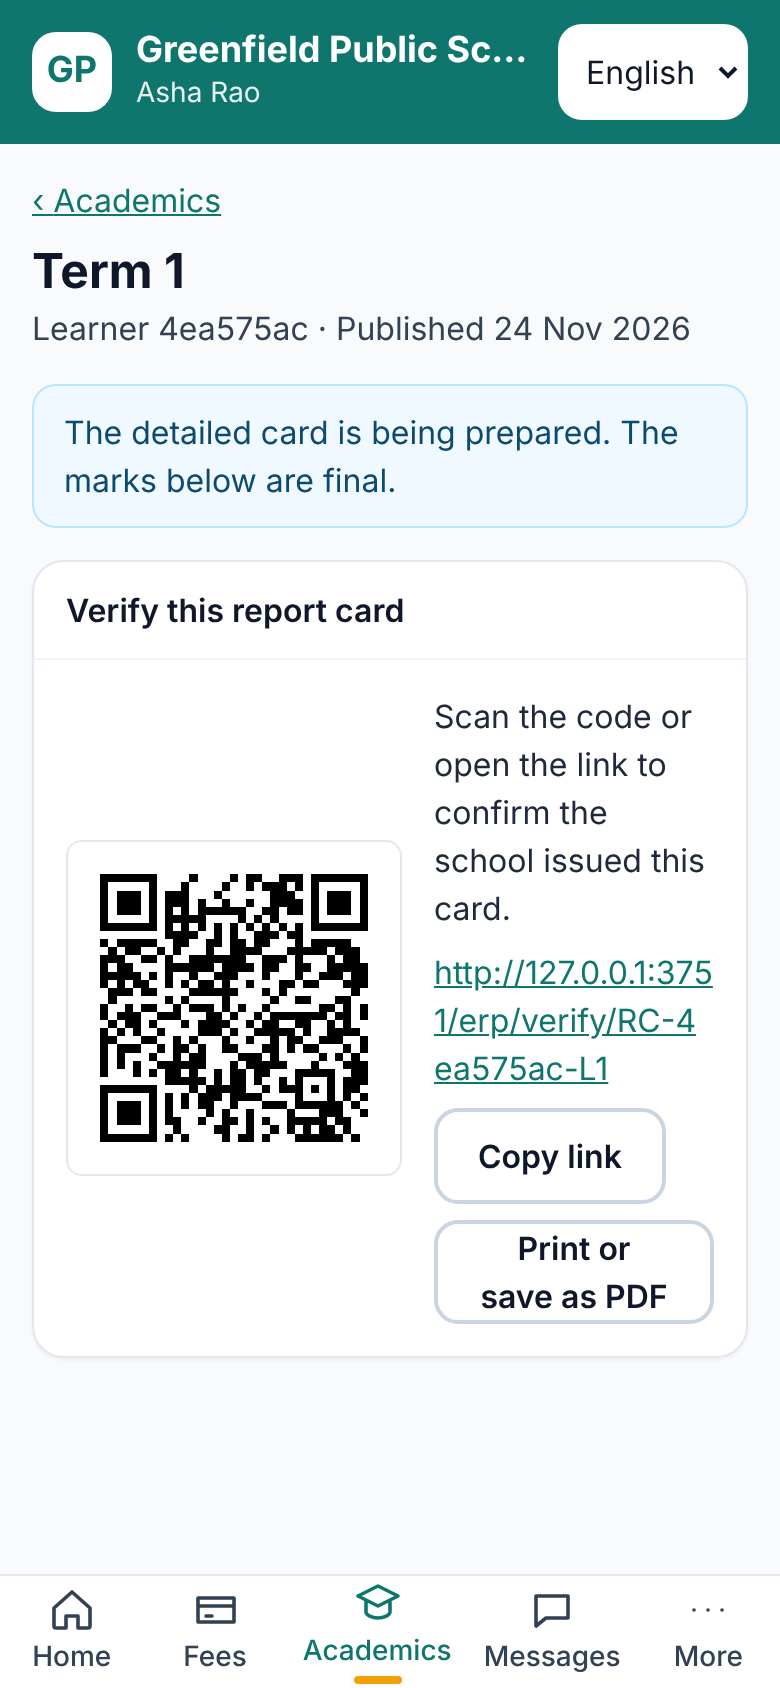 GP
Greenfield Public Sc...
Asha Rao
English
‹ Academics
Term 1
Learner 4ea575ac · Published 24 Nov 2026
The detailed card is being prepared. The
marks below are final.
Verify this report card
Scan the code or
open the link to
confirm the
school issued this
card.
http://127.0.0.1:375
1/erp/verify/RC-4
ea575ac-L1
Copy link
Print or
save as PDF
Home
Fees
Academics
Messages
More